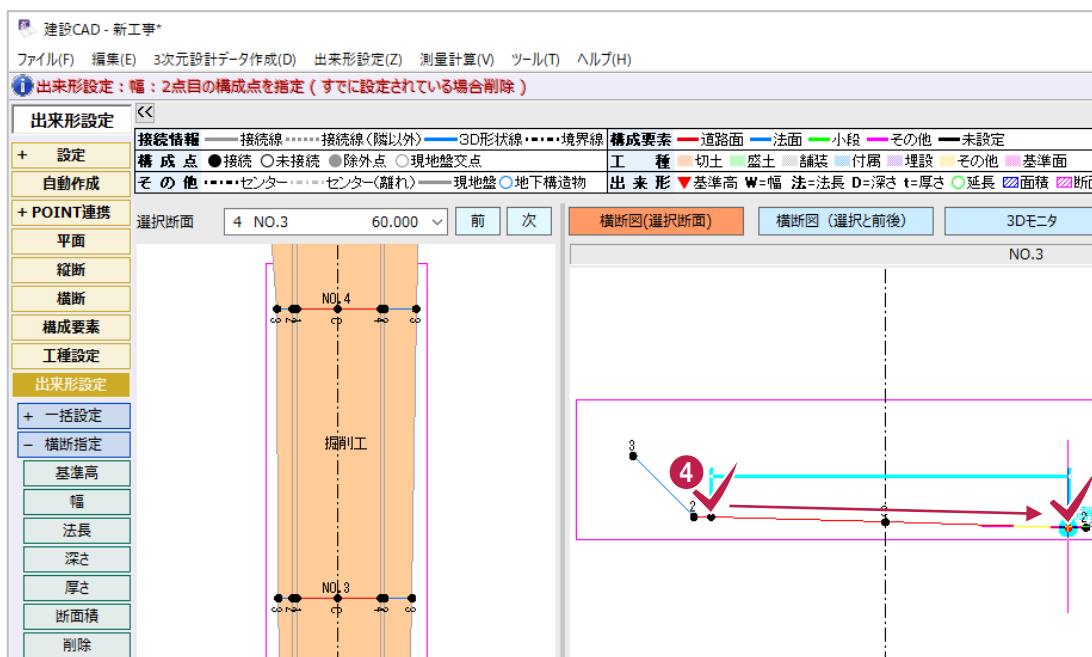 建設CAD - 新工事*
ファイル(F) 編集(E) 3次元設計データ作成(D) 出来形設定(Z) 測量計算(V) ツール(T) ヘルプ(H)
出来形設定：幅：2点目の構成点を指定 ( すでに設定されている場合削除 )
出来形設定
+ 設定
自動作成
+ POINT連携
平面
縦断
横断
構成要素
工種設定
出来形設定
+ 一括設定
− 横断指定
基準高
幅
法長
深さ
厚さ
断面積
削除
<<
接続情報 接続線 接続線(隣以外) 3D形状線 境界線 構成要素 道路面 法面 小段 その他 未設定
構成点 ●接続 ○未接続 除外点 現地盤交点 工種 切土 盛土 舗装 付属 埋設 その他 基準面
その他 センター センター(離れ) 現地盤 地下構造物 出来形 ▼基準高 W=幅 法=法長 D=深さ t=厚さ 延長 面積
選択断面 4 NO.3 60.000 前 次 横断図(選択断面) 横断図（選択と前後） 3Dモニタ
NO.3
NO.4
掘削工
NO.3
3
4
2